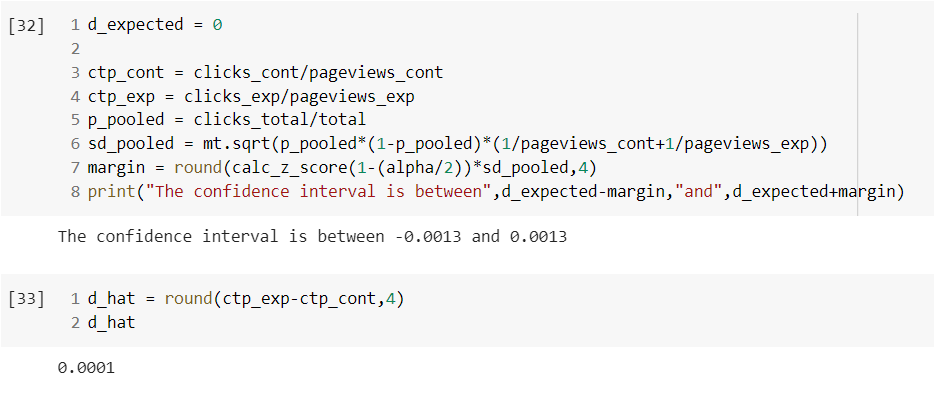 [32] 1 d_expected = 0
2
3 ctp_cont = clicks_cont/pageviews_cont
4 ctp_exp = clicks_exp/pageviews_exp
5 p_pooled = clicks_total/total
6 sd_pooled = mt.sqrt(p_pooled*(1-p_pooled)*(1/pageviews_cont+1/pageviews_exp))
7 margin = round(calc_z_score(1-(alpha/2))*sd_pooled,4)
8 print("The confidence interval is between",d_expected-margin,"and",d_expected+margin)
The confidence interval is between -0.0013 and 0.0013
[33] 1 d_hat = round(ctp_exp-ctp_cont,4)
2 d_hat
0.0001